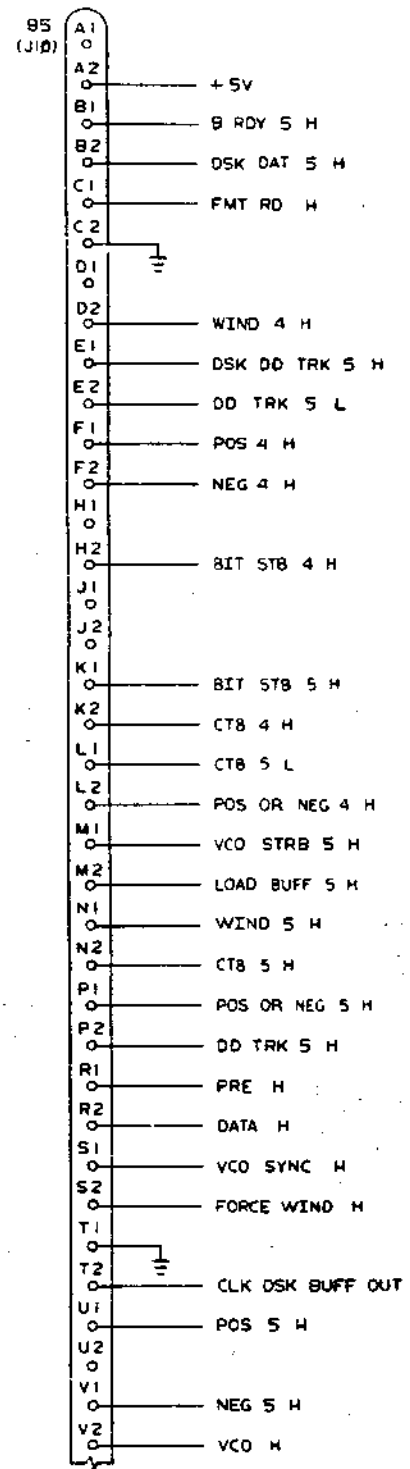 B5
(J10)
A1
A2 +5V
B1 B RDY 5 H
B2 DSK DAT 5 H
C1 FMT RD H
C2
D1
D2 WIND 4 H
E1 DSK DD TRK 5 H
E2 DD TRK 5 L
F1 POS 4 H
F2 NEG 4 H
H1
H2 BIT STB 4 H
J1
J2
K1 BIT STB 5 H
K2 CTB 4 H
L1 CTB 5 L
L2 POS OR NEG 4 H
M1 VCO STRB 5 H
M2 LOAD BUFF 5 H
N1 WIND 5 H
N2 CTB 5 H
P1 POS OR NEG 5 H
P2 DD TRK 5 H
R1 PRE H
R2 DATA H
S1 VCO SYNC H
S2 FORCE WIND H
T1
T2 CLK DSK BUFF OUT
U1 POS 5 H
U2
V1 NEG 5 H
V2 VCO H